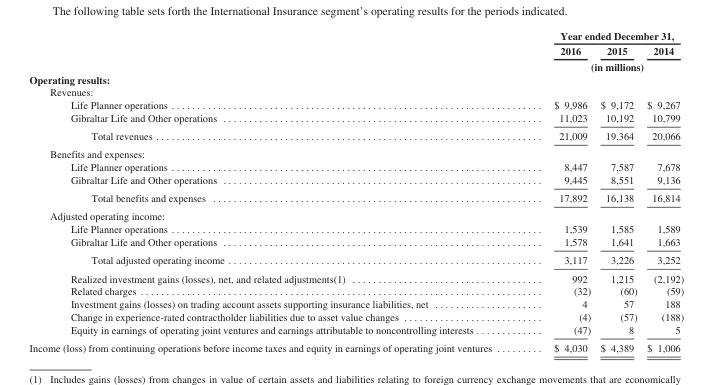 The following table sets forth the International Insurance segment's operating results for the periods indicated.
Year ended December 31,
2016 2015 2014
(in millions)
Operating results:
Revenues:
Life Planner operations $ 9,986 $ 9,172 $ 9,267
Gibraltar Life and Other operations 11,023 10,192 10,799
Total revenues 21,009 19,364 20,066
Benefits and expenses:
Life Planner operations 8,447 7,587 7,678
Gibraltar Life and Other operations 9,445 8,551 9,136
Total benefits and expenses 17,892 16,138 16,814
Adjusted operating income:
Life Planner operations 1,539 1,585 1,589
Gibraltar Life and Other operations 1,578 1,641 1,663
Total adjusted operating income 3,117 3,226 3,252
Realized investment gains (losses), net, and related adjustments(1) 992 1,215 (2,192)
Related charges (32) (60) (59)
Investment gains (losses) on trading account assets supporting insurance liabilities, net 4 57 188
Change in experience-rated contractholder liabilities due to asset value changes (4) (57) (188)
Equity in earnings of operating joint ventures and earnings attributable to noncontrolling interests (47) 8 5
Income (loss) from continuing operations before income taxes and equity in earnings of operating joint ventures $ 4,030 $ 4,389 $ 1,006
(1) Includes gains (losses) from changes in value of certain assets and liabilities relating to foreign currency exchange movements that are economically